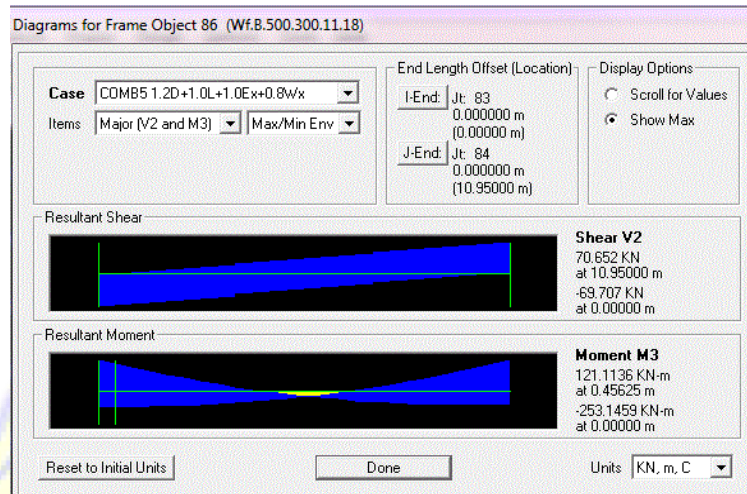 Diagrams for Frame Object 86 (Wf.B.500.300.11.18)
Case COMB5 1.2D+1.0L+1.0Ex+0.8Wx
Items Major (V2 and M3) Max/Min Env
End Length Offset (Location)
I-End: Jt: 83
0.000000 m
(0.00000 m)
J-End: Jt: 84
0.000000 m
(10.95000 m)
Display Options
Scroll for Values
Show Max
Resultant Shear
Shear V2
70.652 KN
at 10.95000 m
-69.707 KN
at 0.00000 m
Resultant Moment
Moment M3
121.1136 KN-m
at 0.45625 m
-253.1459 KN-m
at 0.00000 m
Reset to Initial Units Done Units KN, m, C